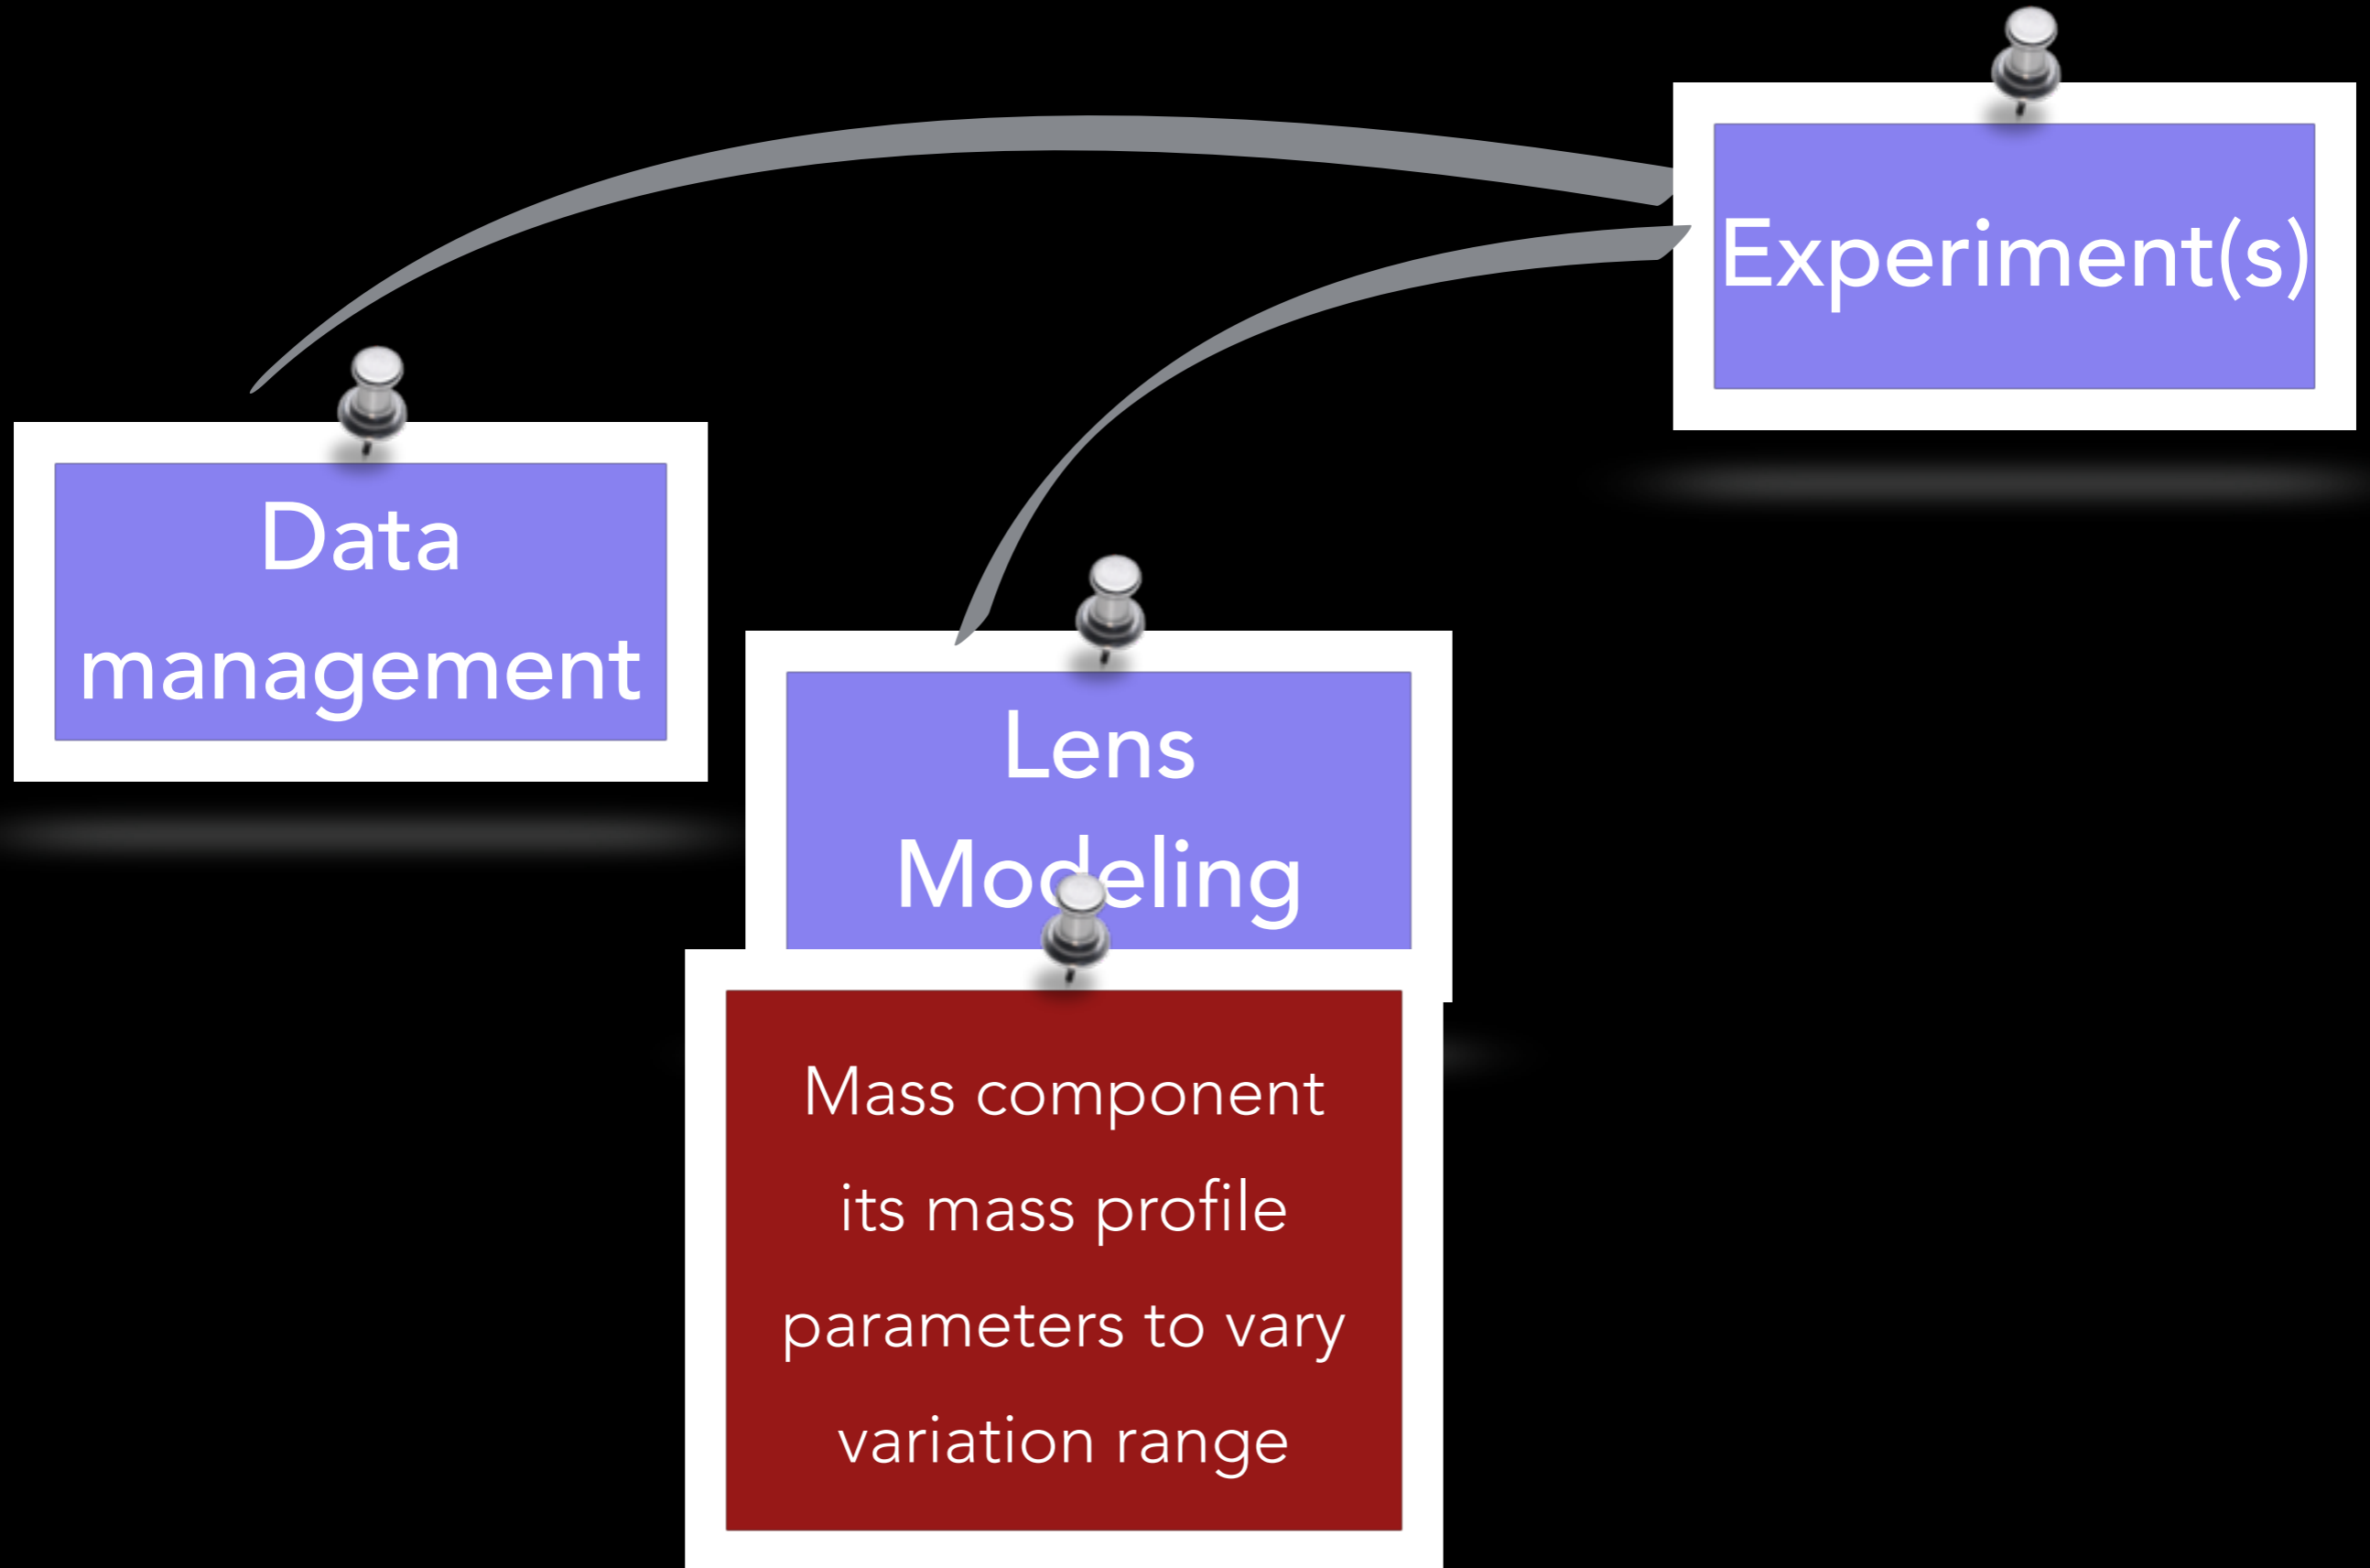 Experiment(s)
Data
management
Lens
Modeling
Mass component
its mass profile
parameters to vary
variation range